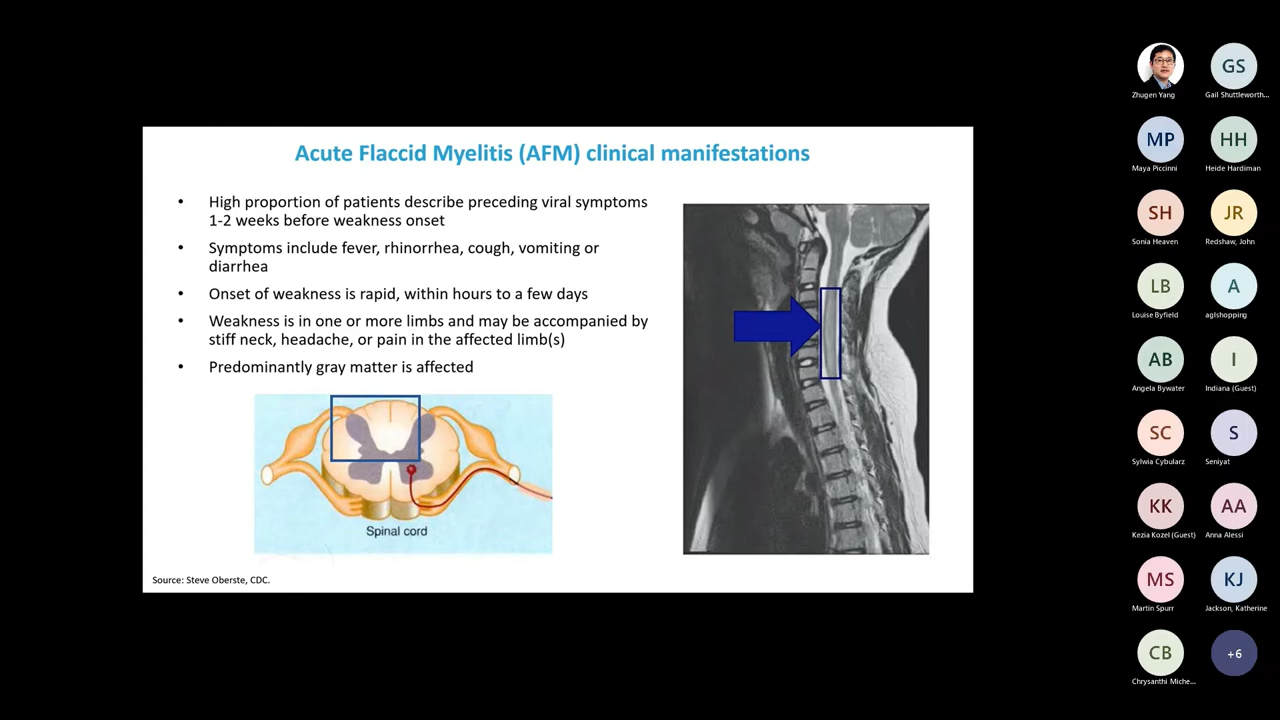 Acute Flaccid Myelitis (AFM) clinical manifestations
• High proportion of patients describe preceding viral symptoms
1-2 weeks before weakness onset
• Symptoms include fever, rhinorrhea, cough, vomiting or
diarrhea
• Onset of weakness is rapid, within hours to a few days
• Weakness is in one or more limbs and may be accompanied by
stiff neck, headache, or pain in the affected limb(s)
• Predominantly gray matter is affected
Spinal cord
Source: Steve Oberste, CDC.
Zhugen Yang
GS
Gail Shuttleworth...
MP
Maya Piccinni
HH
Heide Hardiman
SH
Sonia Heaven
JR
Redshaw, John
LB
Louise Byfield
A
aglshopping
AB
Angela Bywater
I
Indiana (Guest)
SC
Sylwia Cybularz
S
Seniyat
KK
Kezia Kozel (Guest)
AA
Anna Alessi
MS
Martin Spurr
KJ
Jackson, Katherine
CB
Chrysanthi Miche...
+6